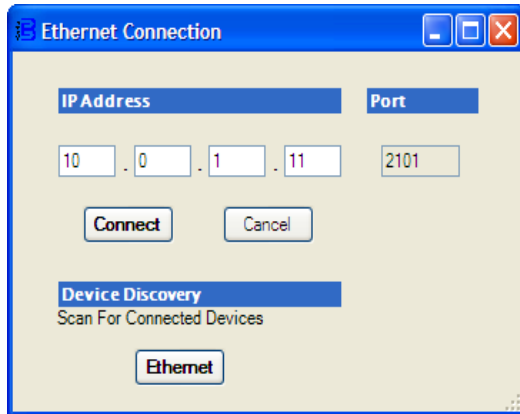 Ethernet Connection
IP Address Port
10 . 0 . 1 . 11 2101
Connect Cancel
Device Discovery
Scan For Connected Devices
Ethernet